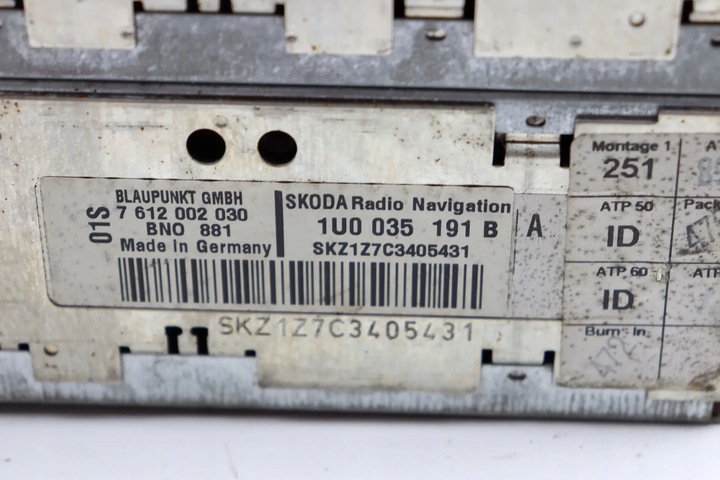 01S
BLAUPUNKT GMBH
7 612 002 030
BNO 881
Made in Germany
SKODA Radio Navigation
1U0 035 191 B
SKZ1Z7C3405431
A
SKZ1Z7C3405431
Montage 1
251
ATP 50
ID
Pack
ATP 60
ID
Burn-In